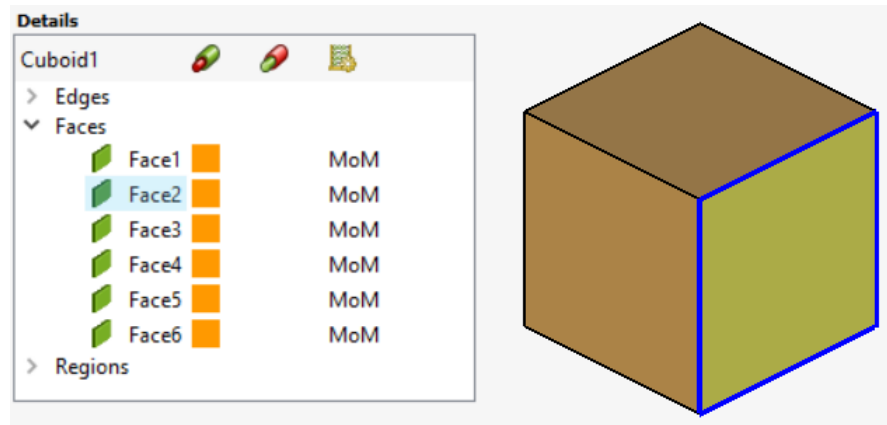 Details
Cuboid1
Edges
Faces
Face1 MoM
Face2 MoM
Face3 MoM
Face4 MoM
Face5 MoM
Face6 MoM
Regions